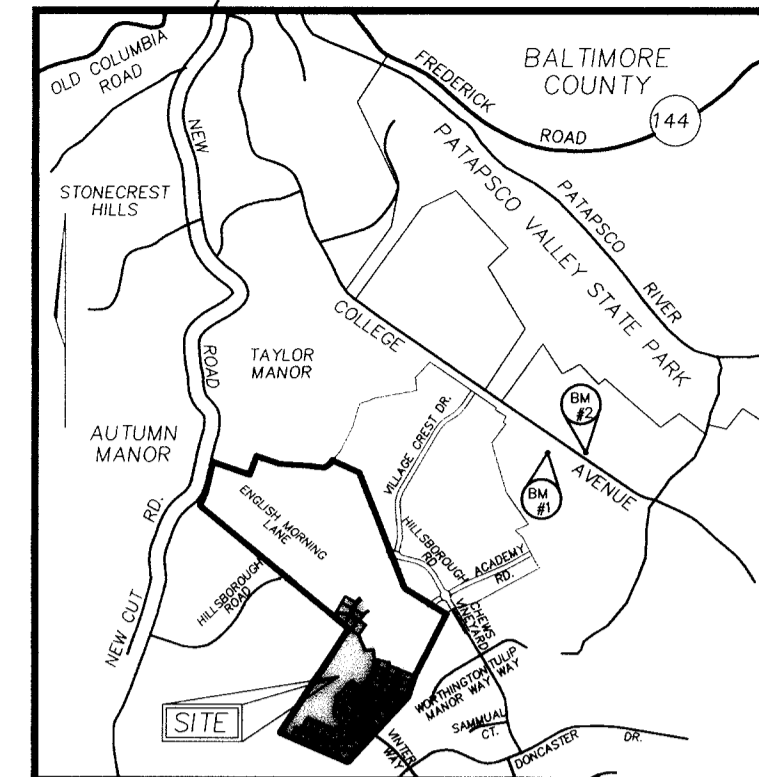 OLD COLUMBIA
ROAD
FREDERICK
ROAD
BALTIMORE
COUNTY
144
NEW
PATAPSCO VALLEY STATE PARK
PATAPSCO
RIVER
STONECREST
HILLS
COLLEGE
AVENUE
ROAD
TAYLOR
MANOR
AUTUMN
MANOR
VILLAGE CREST DR.
BM
#2
BM
#1
ENGLISH MORNING
LANE
HILLSBOROUGH
RD
ACADEMY
RD.
NEW CUT
RD.
HILLSBOROUGH
ROAD
CHEWS
VINEYARD
WORTHINGTON
MANOR WAY
TULIP
WAY
SAMMUAL
CT.
SITE
VINTER
WAY
DONCASTER
DR.